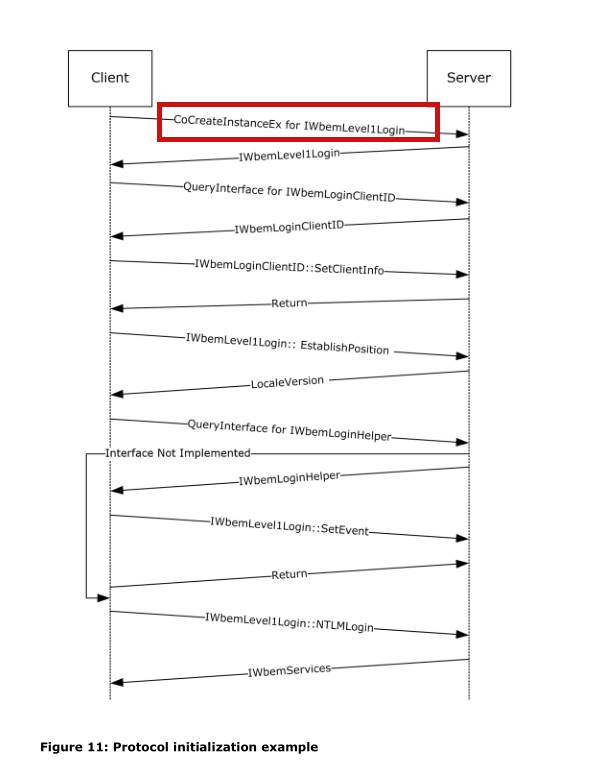 Client
Server
CoCreateInstanceEx for IWbemLevel1Login
IWbemLevel1Login
QueryInterface for IWbemLoginClientID
IWbemLoginClientID
IWbemLoginClientID::SetClientInfo
Return
IWbemLevel1Login:: EstablishPosition
LocaleVersion
QueryInterface for IWbemLoginHelper
Interface Not Implemented
IWbemLoginHelper
IWbemLevel1Login::SetEvent
Return
IWbemLevel1Login::NTLMLogin
IWbemServices
Figure 11: Protocol initialization example